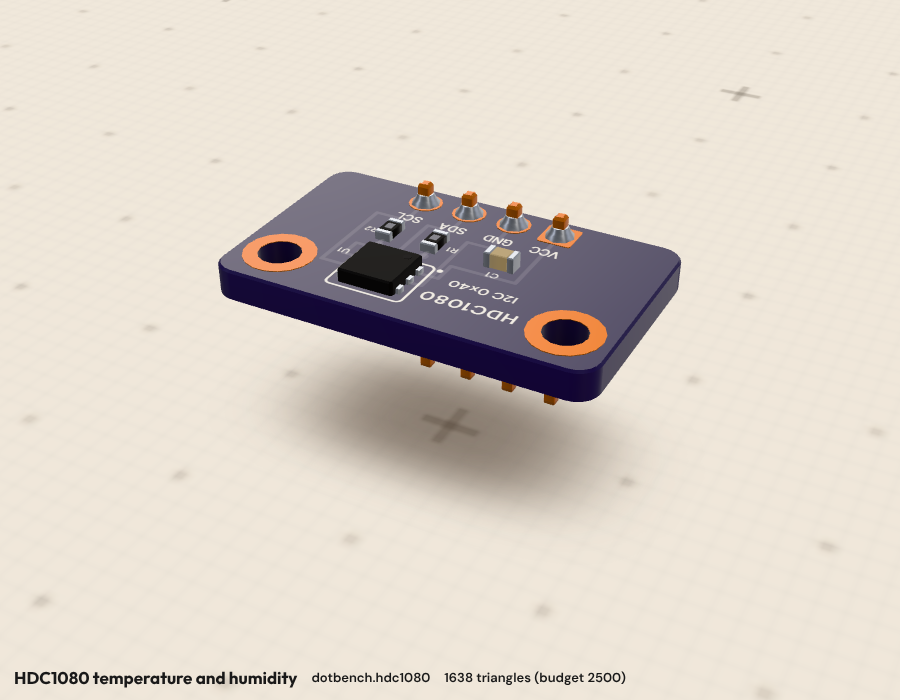 SCL SDA GND VCC
R2 R1 C1
U1
I2C 0x40
HDC1080
HDC1080 temperature and humidity dotbench.hdc1080 1638 triangles (budget 2500)